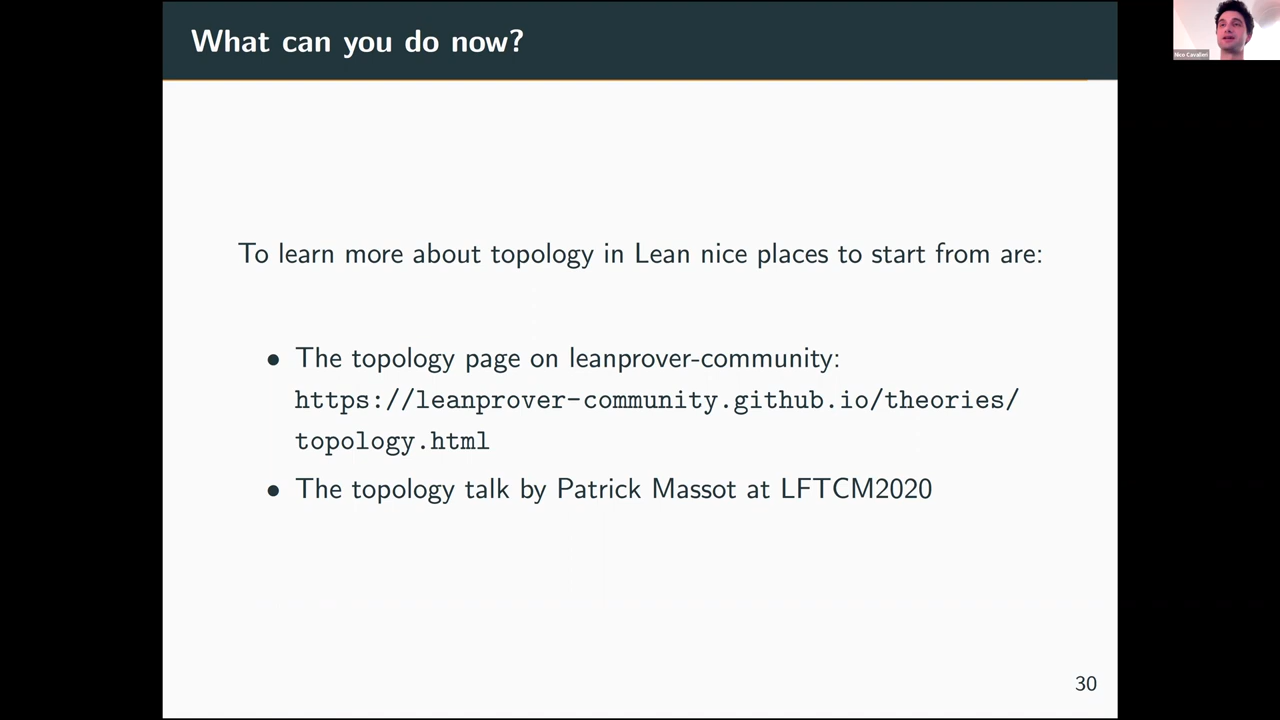 What can you do now?
Nico Cavalleri
To learn more about topology in Lean nice places to start from are:
• The topology page on leanprover-community:
https://leanprover-community.github.io/theories/
topology.html
• The topology talk by Patrick Massot at LFTCM2020
30